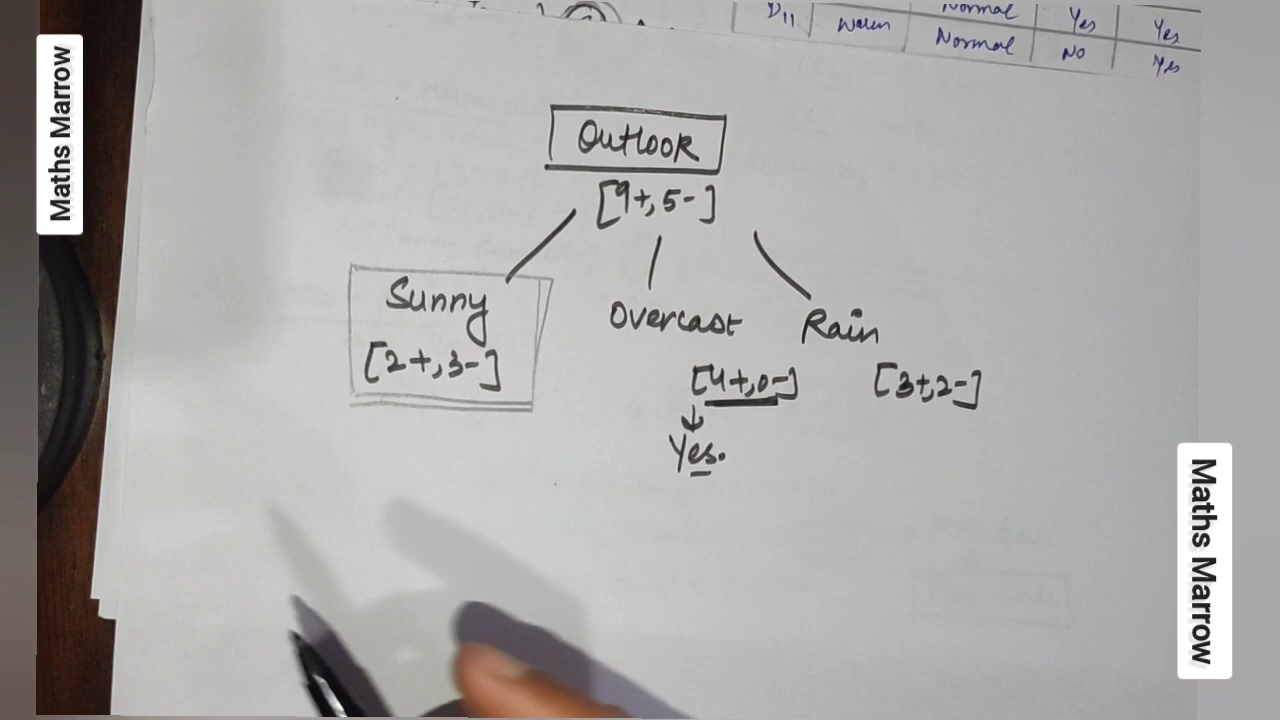 Maths Marrow
D11 Normal Yes Yes
Normal No Yes
Outlook
[9+,5-]
Sunny Overcast Rain
[2+,3-] [4+,0-] [3+,2-]
Yes.
Maths Marrow